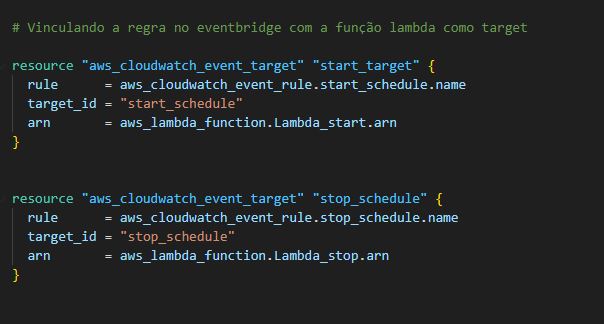 # Vinculando a regra no eventbridge com a função lambda como target
resource "aws_cloudwatch_event_target" "start_target" {
  rule      = aws_cloudwatch_event_rule.start_schedule.name
  target_id = "start_schedule"
  arn       = aws_lambda_function.Lambda_start.arn
}
resource "aws_cloudwatch_event_target" "stop_schedule" {
  rule      = aws_cloudwatch_event_rule.stop_schedule.name
  target_id = "stop_schedule"
  arn       = aws_lambda_function.Lambda_stop.arn
}